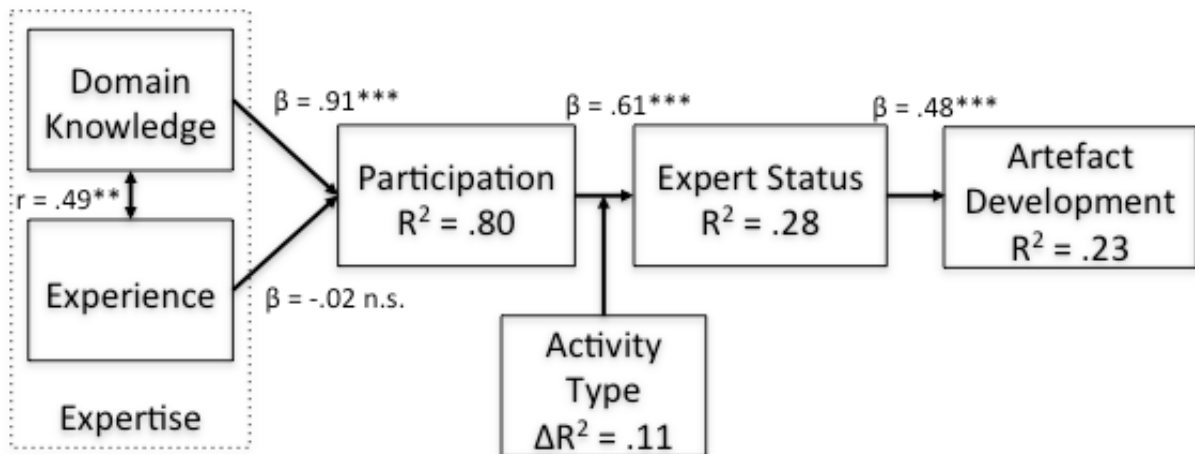 Domain
Knowledge
r = .49**
Experience
Expertise
β = .91***
β = -.02 n.s.
Participation
R² = .80
β = .61***
Activity
Type
ΔR² = .11
Expert Status
R² = .28
β = .48***
Artefact
Development
R² = .23